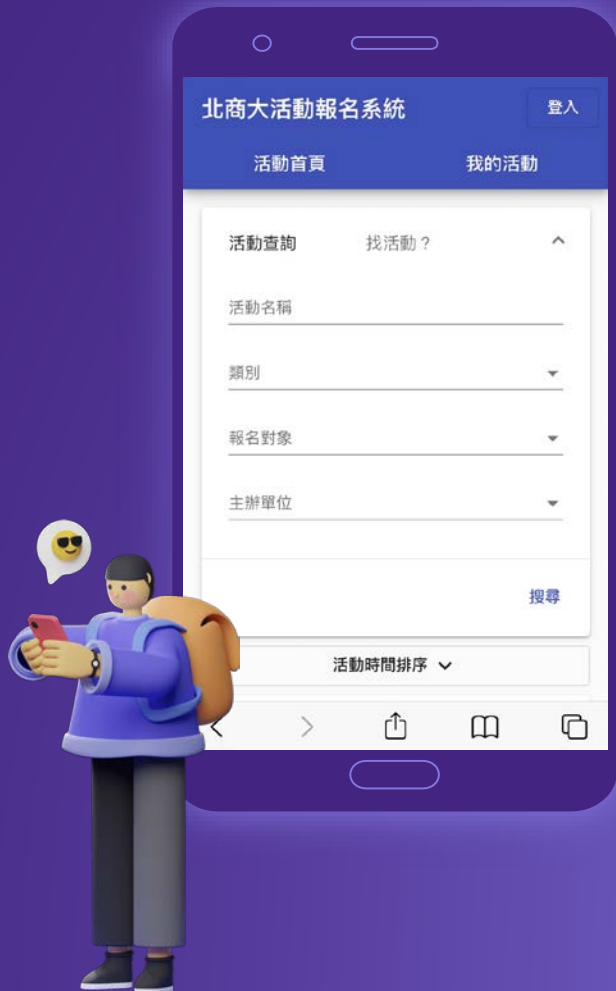 北商大活動報名系統
登入
活動首頁 我的活動
活動查詢 找活動？
活動名稱
類別
報名對象
主辦單位
搜尋
活動時間排序